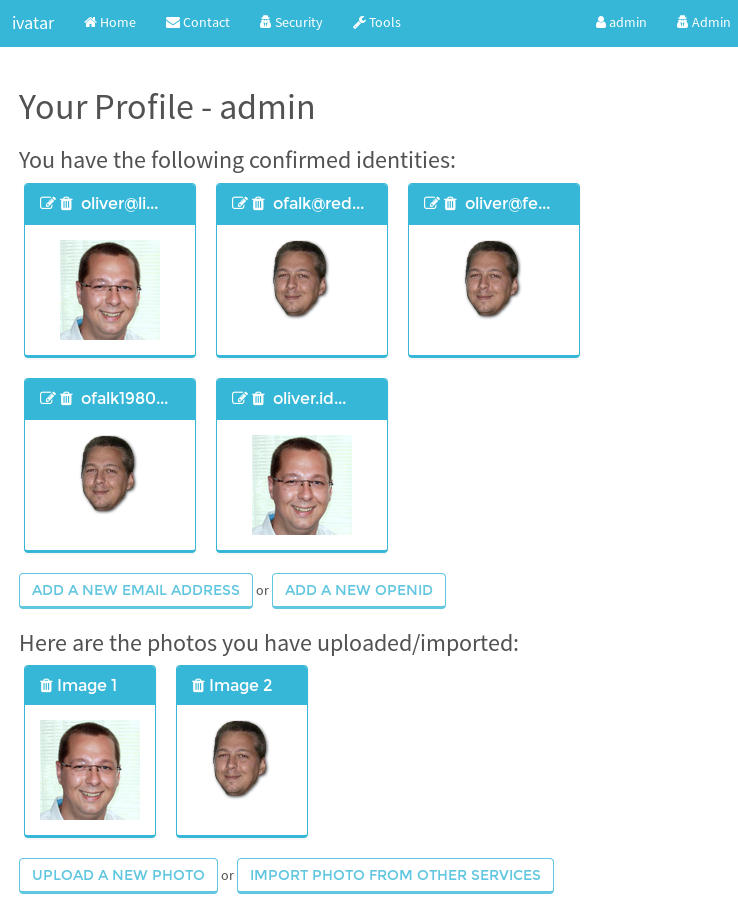 ivatar Home Contact Security Tools admin Admin
Your Profile - admin
You have the following confirmed identities:
oliver@li... ofalk@red... oliver@fe...
ofalk1980... oliver.id...
ADD A NEW EMAIL ADDRESS or ADD A NEW OPENID
Here are the photos you have uploaded/imported:
Image 1 Image 2
UPLOAD A NEW PHOTO or IMPORT PHOTO FROM OTHER SERVICES